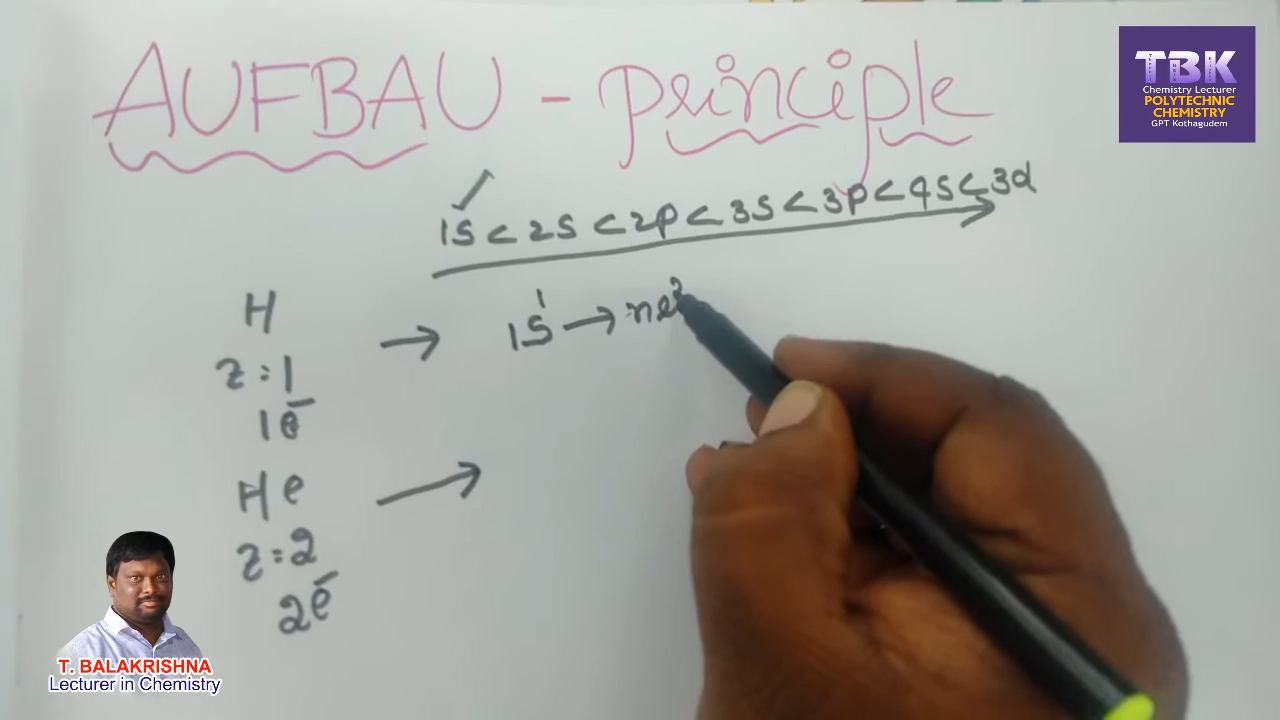 AUFBAU - Principle
TBK
Chemistry Lecturer
POLYTECHNIC
CHEMISTRY
GPT Kothagudem
1S < 2S < 2P < 3S < 3P < 4S < 3d
H → 1S¹ → nlˣ
Z = 1
1e⁻
He →
Z = 2
2e⁻
T. BALAKRISHNA
Lecturer in Chemistry